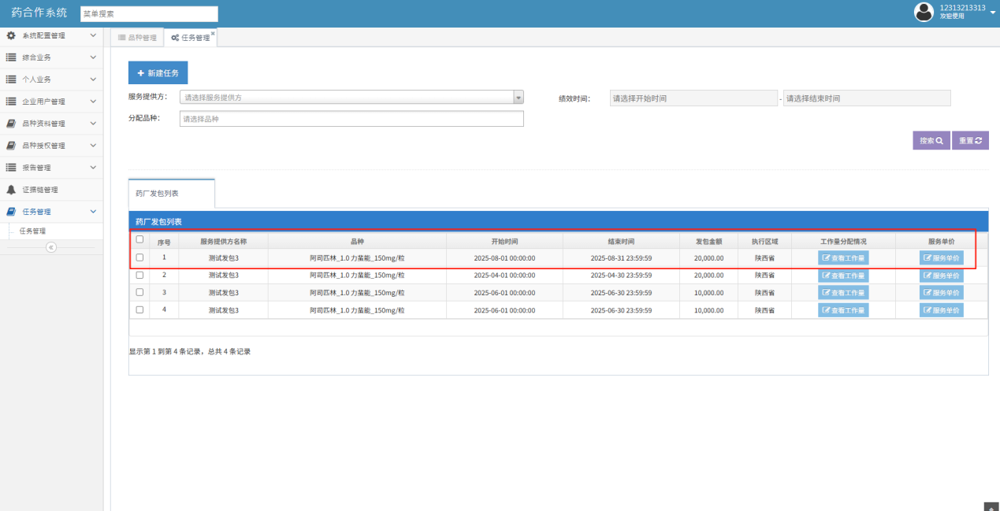 药合作系统 菜单搜索
12313213313
欢迎使用
系统配置管理
综合业务
个人业务
企业用户管理
品种资料管理
品种授权管理
报告管理
证据链管理
任务管理
任务管理
品种管理 任务管理
新建任务
服务提供方: 请选择服务提供方 绩效时间: 请选择开始时间 - 请选择结束时间
分配品种: 请选择品种
搜索 重置
药厂发包列表
药厂发包列表
序号 服务提供方名称 品种 开始时间 结束时间 发包金额 执行区域 工作量分配情况 服务单价
1 测试发包3 阿司匹林_1.0 力蜚能_150mg/粒 2025-08-01 00:00:00 2025-08-31 23:59:59 20,000.00 陕西省 查看工作量 服务单价
2 测试发包3 阿司匹林_1.0 力蜚能_150mg/粒 2025-04-01 00:00:00 2025-04-30 23:59:59 20,000.00 陕西省 查看工作量 服务单价
3 测试发包3 阿司匹林_1.0 力蜚能_150mg/粒 2025-06-01 00:00:00 2025-06-30 23:59:59 10,000.00 陕西省 查看工作量 服务单价
4 测试发包3 阿司匹林_1.0 力蜚能_150mg/粒 2025-06-01 00:00:00 2025-06-30 23:59:59 10,000.00 陕西省 查看工作量 服务单价
显示第 1 到第 4 条记录，总共 4 条记录